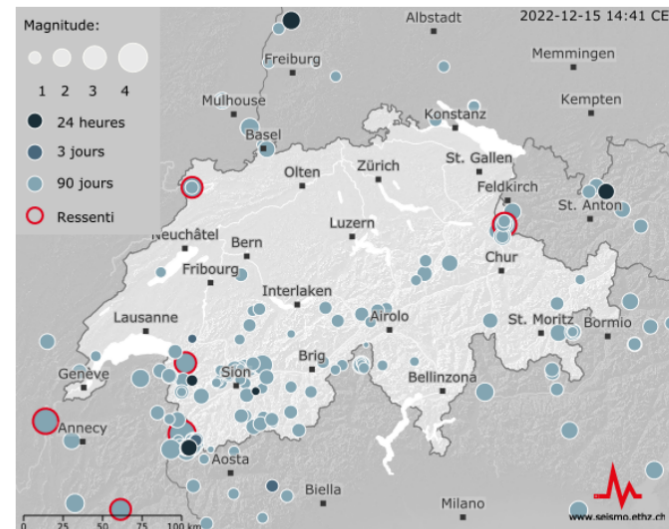 Magnitude:
2022-12-15 14:41 CE
Albstadt
Freiburg
Memmingen
1 2 3 4
Mulhouse
Kempten
24 heures
Konstanz
Basel
3 jours
St. Gallen
Zürich
90 jours
Olten
Feldkirch
Ressenti
St. Anton
Neuchâtel
Luzern
Bern
Chur
Fribourg
Interlaken
Lausanne
Airolo
St. Moritz
Bormio
Genève
Sion
Brig
Bellinzona
Annecy
Aosta
Biella
Milano
0 25 50 75 100 km
www.seismo.ethz.ch